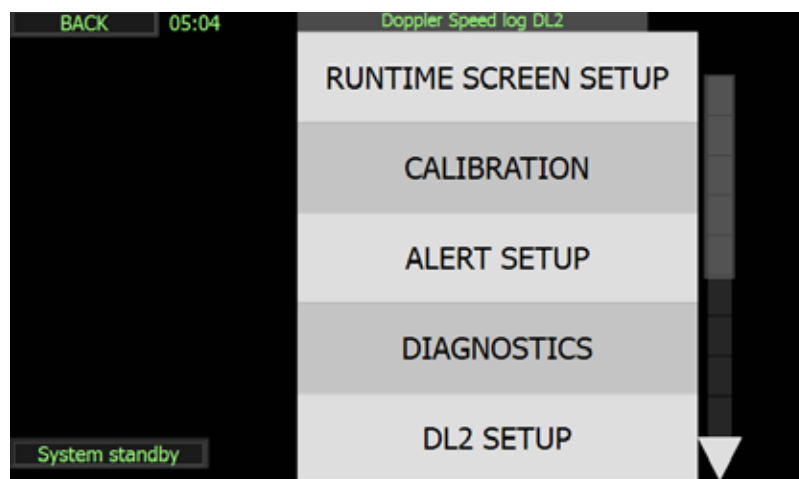 BACK 05:04 Doppler Speed log DL2
RUNTIME SCREEN SETUP
CALIBRATION
ALERT SETUP
DIAGNOSTICS
DL2 SETUP
System standby